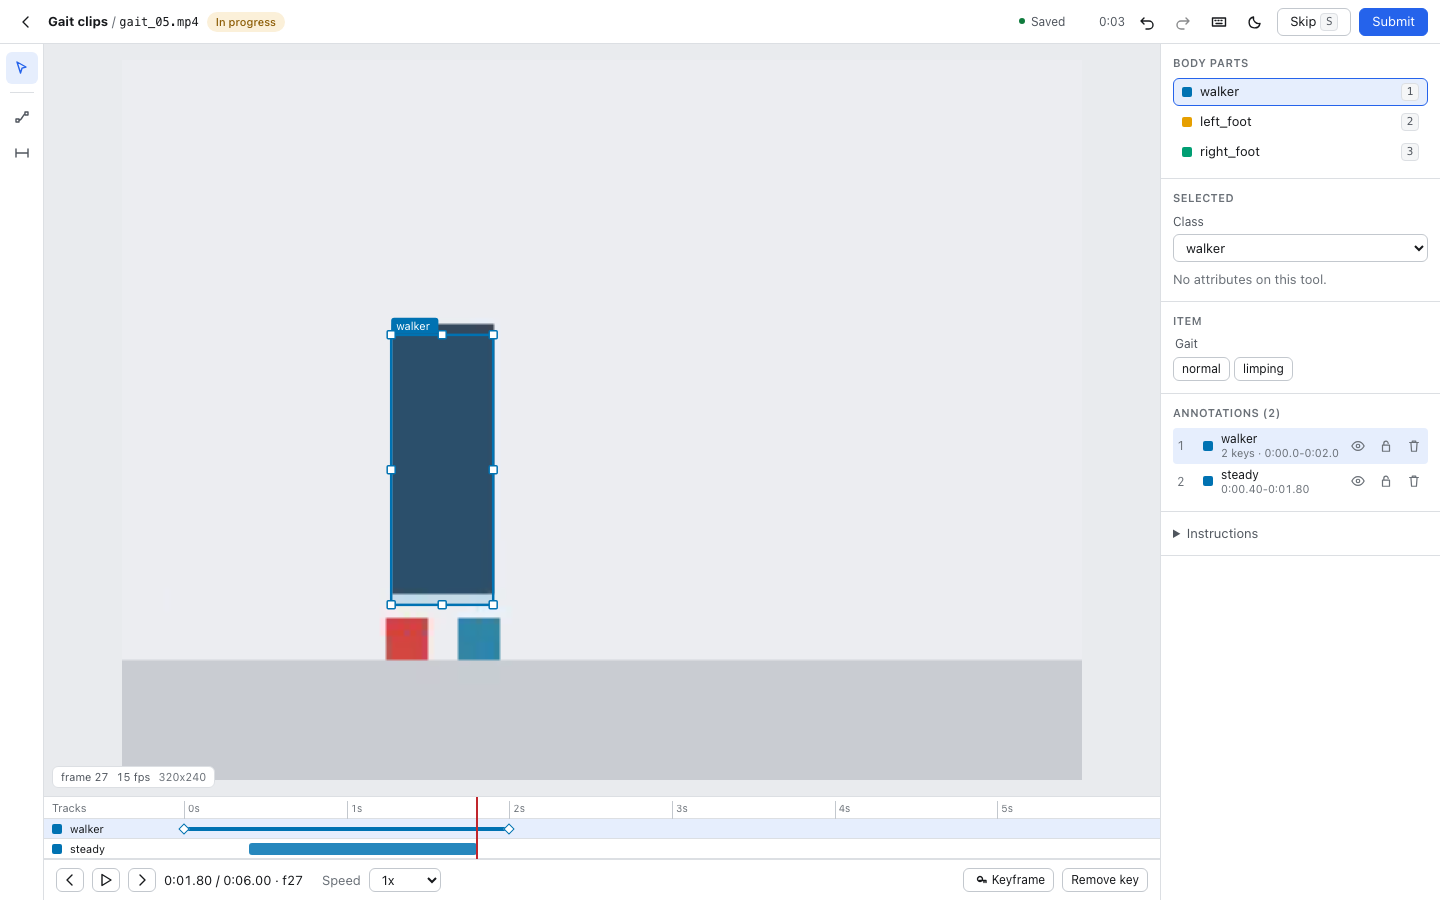 Gait clips / gait_05.mp4 In progress
Saved 0:03 Skip S Submit
BODY PARTS
walker 1
left_foot 2
right_foot 3
SELECTED
Class
walker
No attributes on this tool.
ITEM
Gait
normal limping
ANNOTATIONS (2)
1 walker
2 keys · 0:00.0-0:02.0
2 steady
0:00.40-0:01.80
Instructions
walker
frame 27 15 fps 320x240
Tracks 0s 1s 2s 3s 4s 5s
walker
steady
0:01.80 / 0:06.00 · f27 Speed 1x Keyframe Remove key